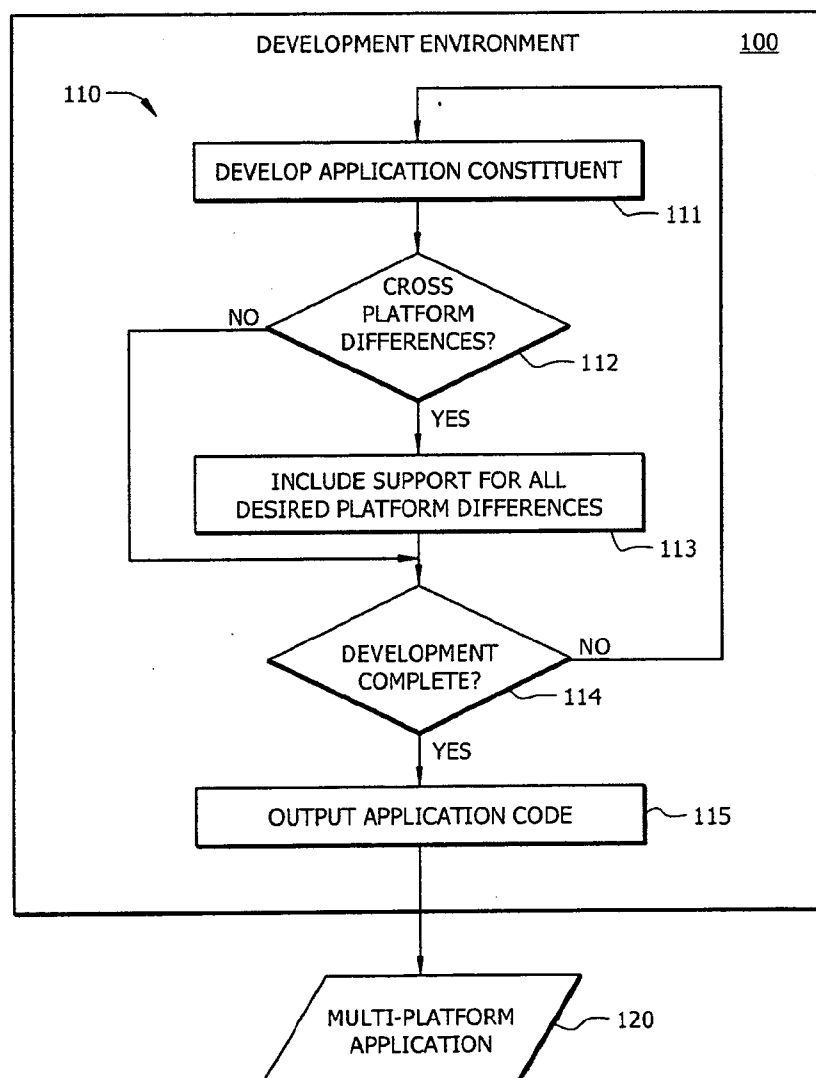 DEVELOPMENT ENVIRONMENT 100
110
DEVELOP APPLICATION CONSTITUENT
111
CROSS
PLATFORM
DIFFERENCES?
NO
112
YES
INCLUDE SUPPORT FOR ALL
DESIRED PLATFORM DIFFERENCES
113
DEVELOPMENT
COMPLETE?
NO
114
YES
OUTPUT APPLICATION CODE
115
MULTI-PLATFORM
APPLICATION
120